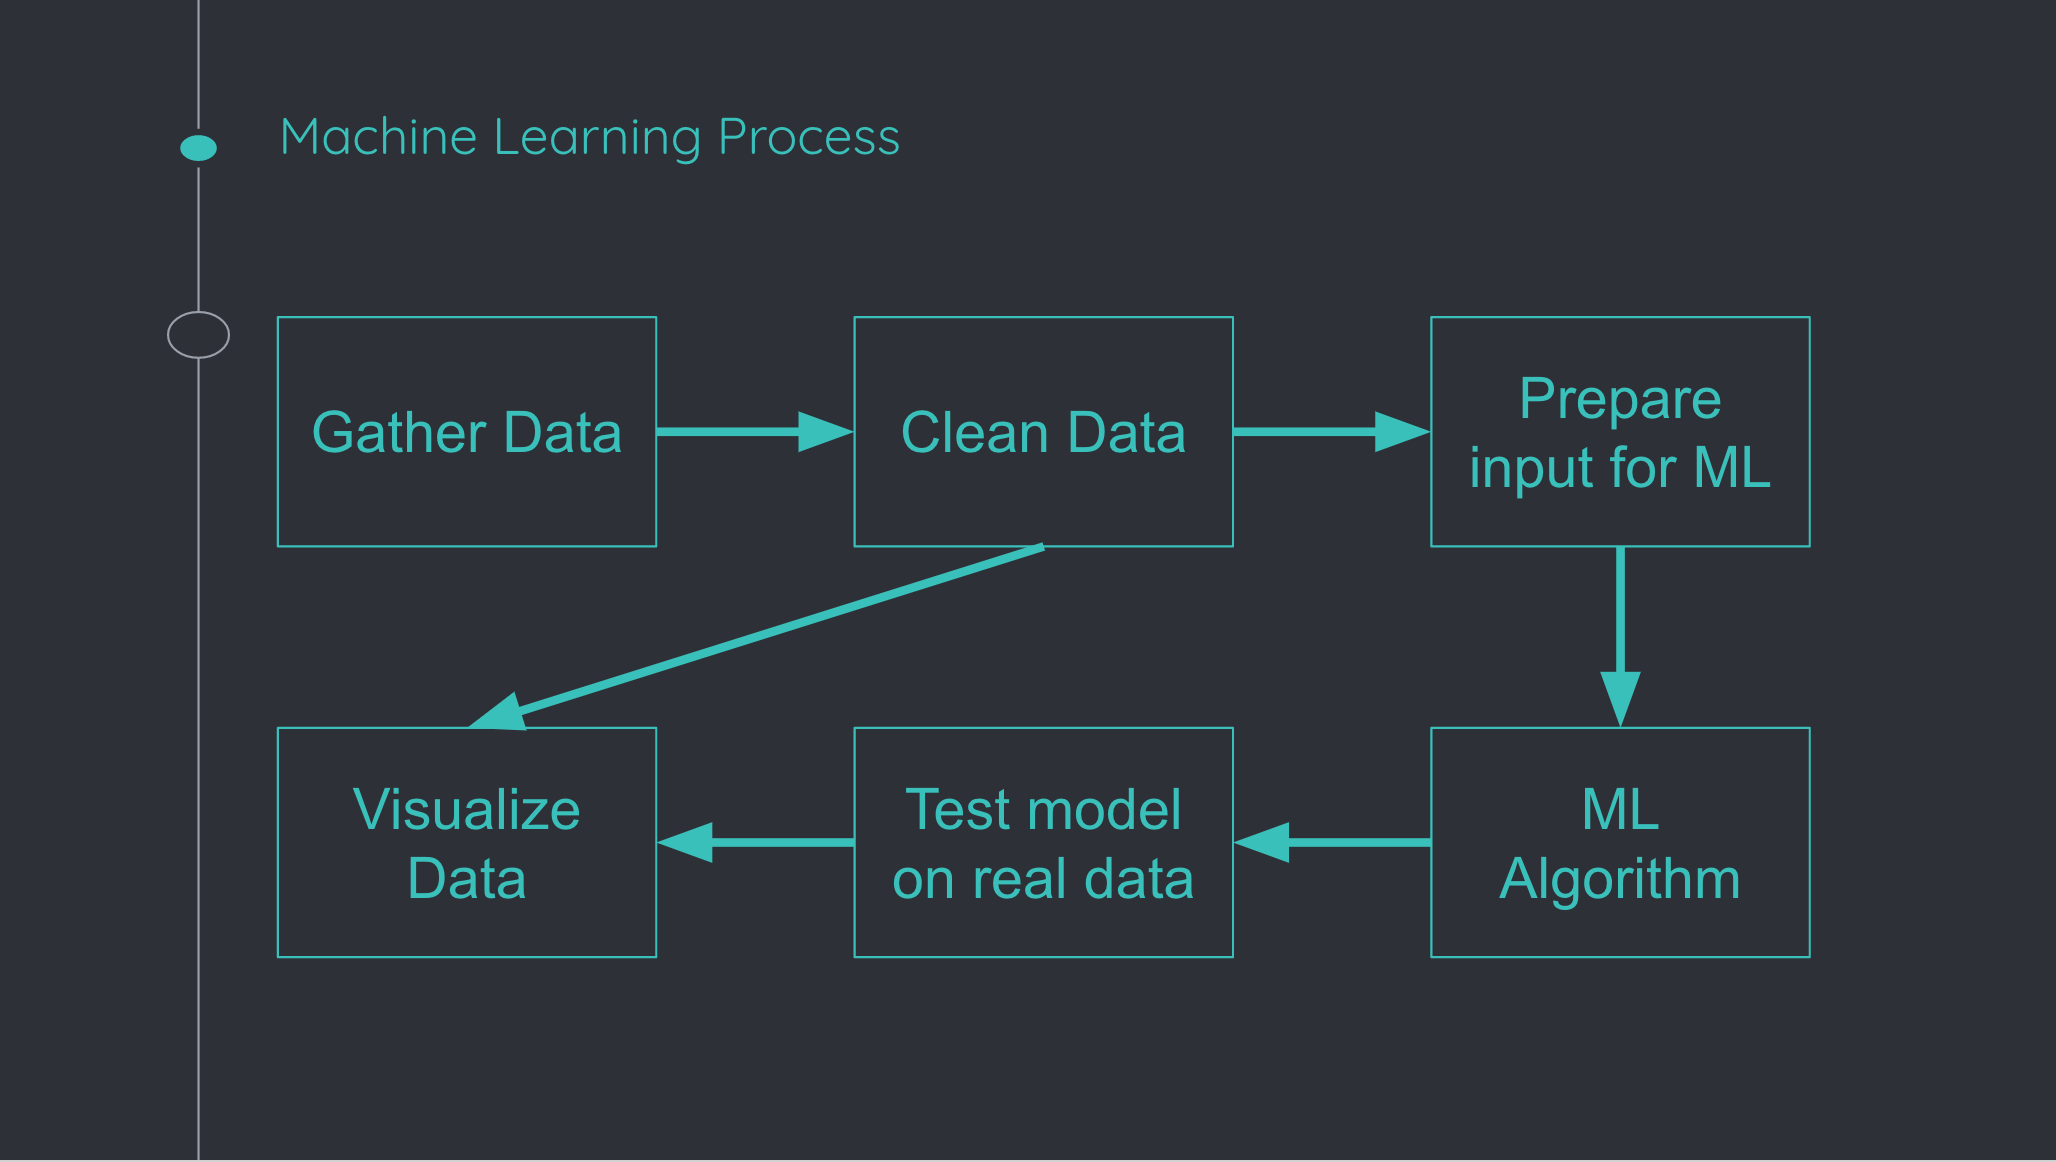 Machine Learning Process
Gather Data
Clean Data
Prepare
input for ML
Visualize
Data
Test model
on real data
ML
Algorithm